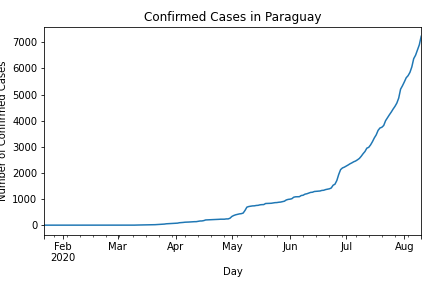 Confirmed Cases in Paraguay
Number of Confirmed Cases
7000
6000
5000
4000
3000
2000
1000
0
Feb Mar Apr May Jun Jul Aug
2020
Day